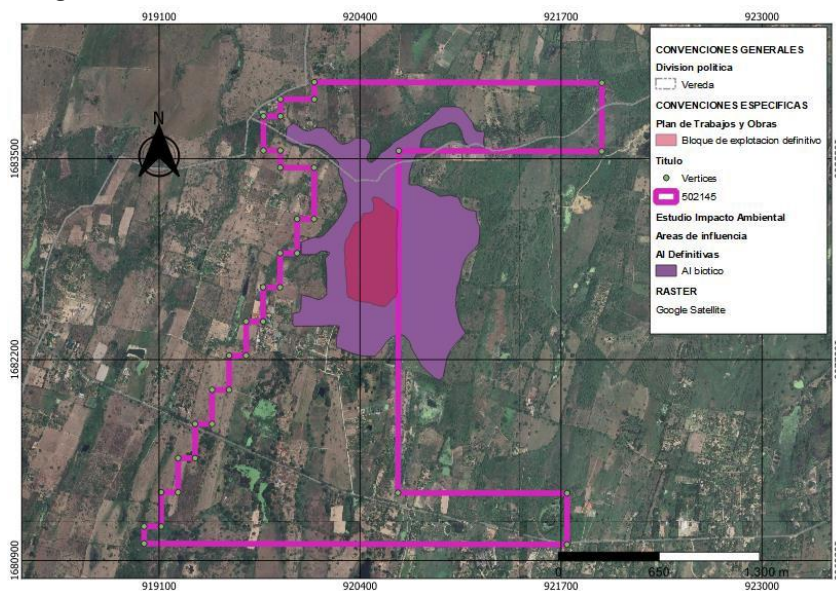 919100 920400 921700 923000
CONVENCIONES GENERALES
Division politica
Vereda
CONVENCIONES ESPECIFICAS
Plan de Trabajos y Obras
Bloque de explotacion definitivo
Titulo
Vertices
502145
Estudio Impacto Ambiental
Areas de influencia
AI Definitivas
AI biotico
RASTER
Google Satellite
N
1683500
1682200
1680900
0 650 1.300 m
919100 920400 921700 923000